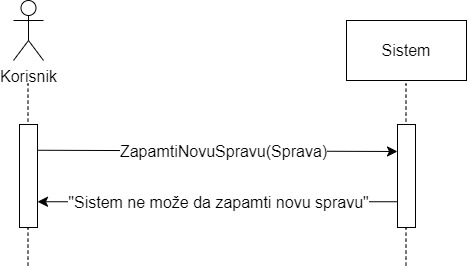 Korisnik
Sistem
ZapamtiNovuSpravu(Sprava)
"Sistem ne može da zapamti novu spravu"